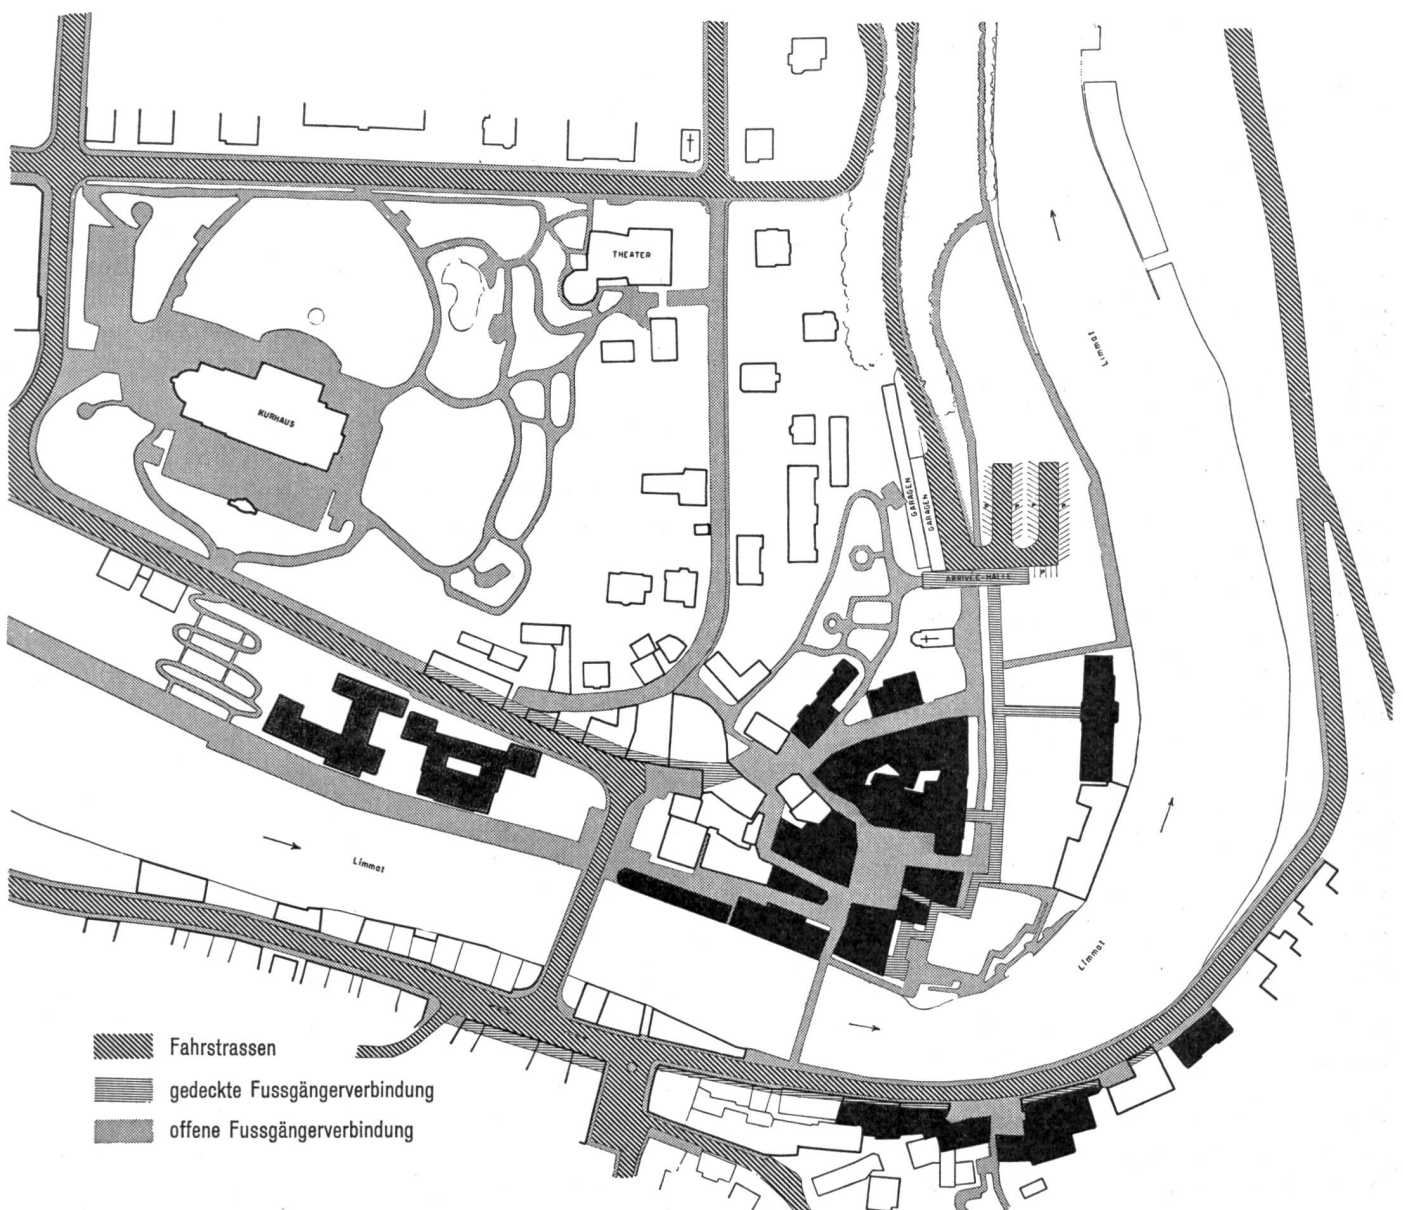 THEATER
Limmat
KURHAUS
GARAGEN
GARAGEN
ARRIVEE-HALLE
P
P
P
P
P
Limmat
Limmat
Fahrstrassen
gedeckte Fussgängerverbindung
offene Fussgängerverbindung